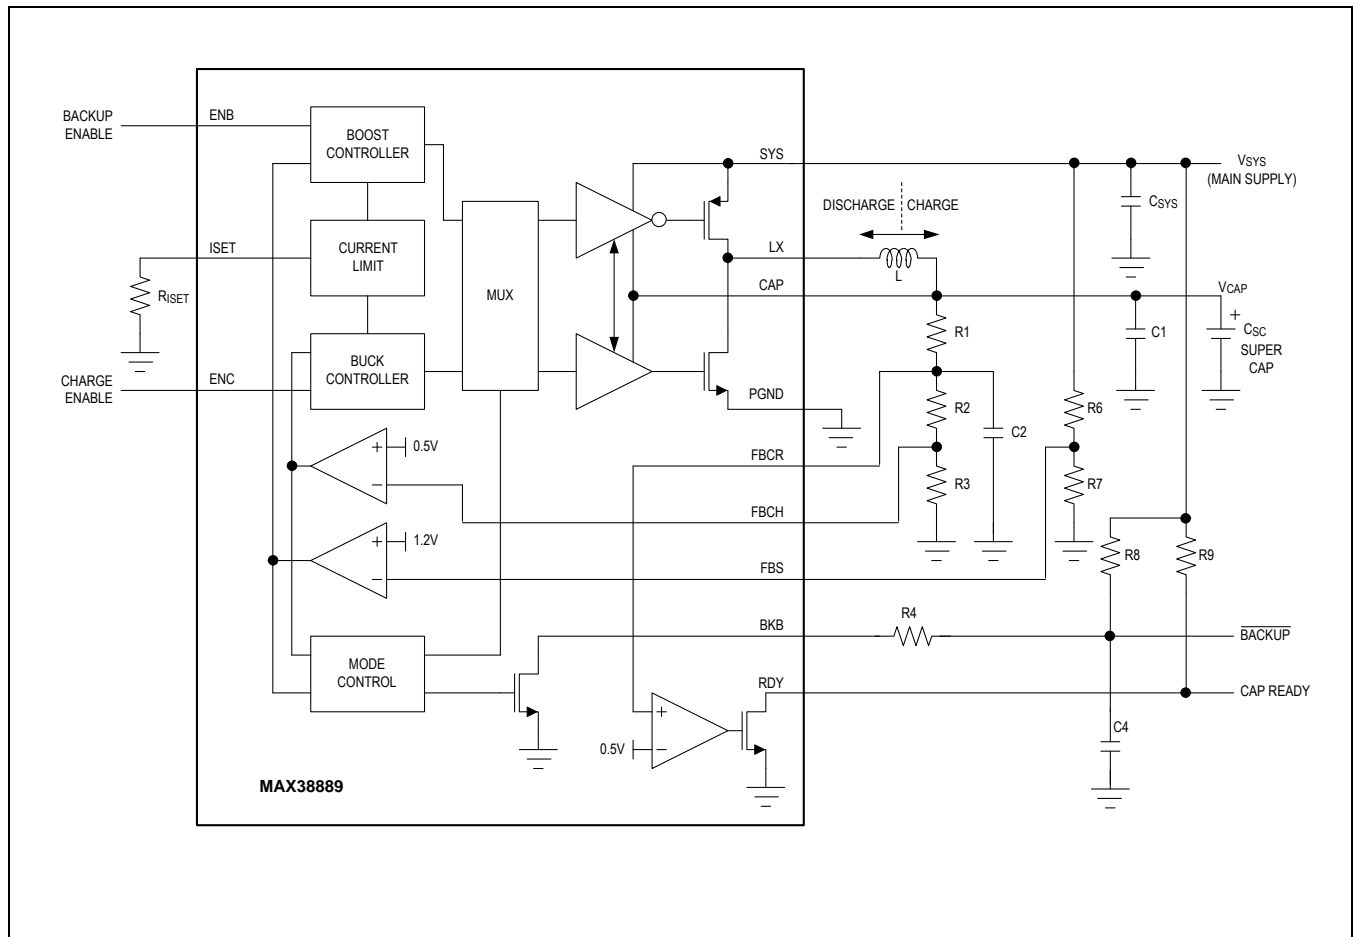 BACKUP
ENABLE
ENB
BOOST
CONTROLLER
SYS
VSYS
(MAIN SUPPLY)
DISCHARGE
CHARGE
CSYS
ISET
CURRENT
LIMIT
MUX
LX
L
RISET
CAP
VCAP
+
R1
C1
CSC
SUPER
CAP
CHARGE
ENABLE
ENC
BUCK
CONTROLLER
PGND
R2
C2
R6
+
0.5V
−
FBCR
R3
R7
FBCH
+
1.2V
−
FBS
R8
R9
BKB
R4
BACKUP
MODE
CONTROL
RDY
CAP READY
+
0.5V
−
C4
MAX38889